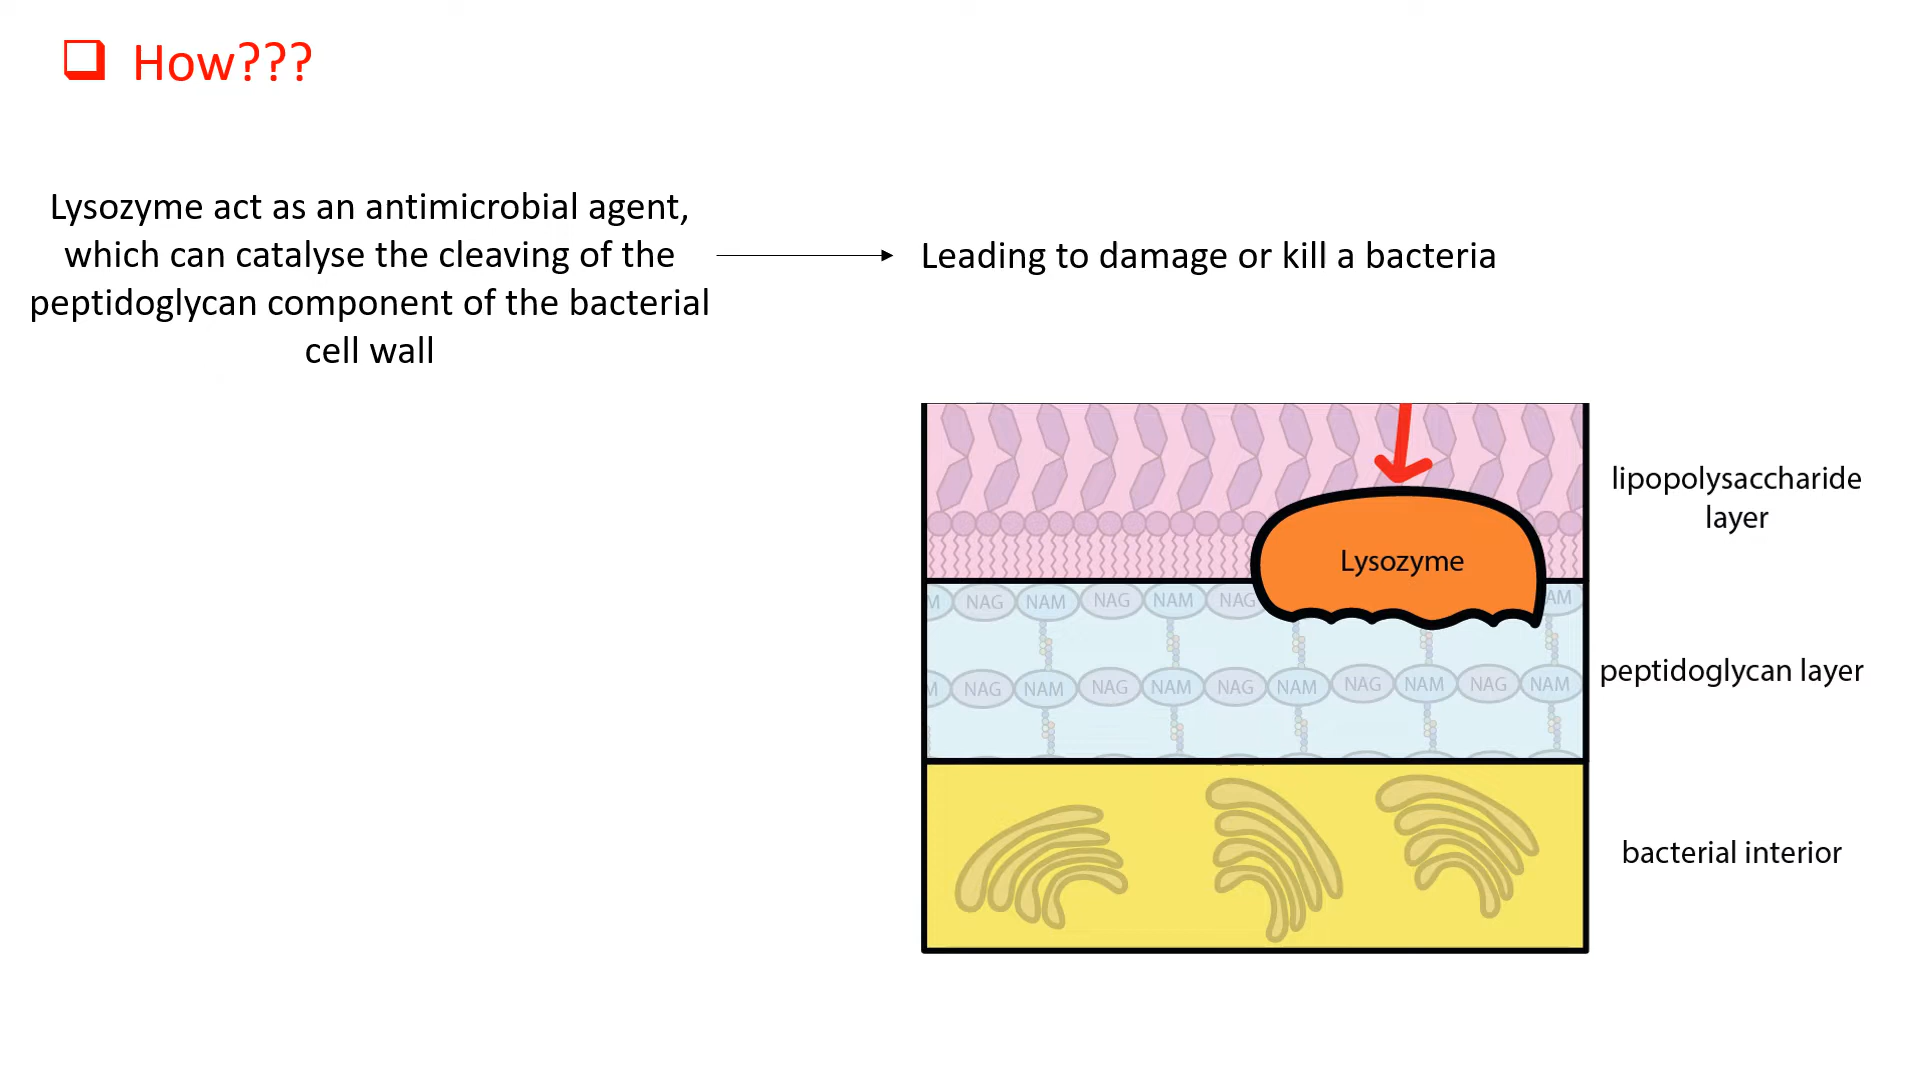 How???
Lysozyme act as an antimicrobial agent,
which can catalyse the cleaving of the
peptidoglycan component of the bacterial
cell wall
Leading to damage or kill a bacteria
lipopolysaccharide
layer
Lysozyme
M NAG NAM NAG NAM NAG AM
peptidoglycan layer
M NAG NAM NAG NAM NAG NAM NAG NAM NAG NAM
bacterial interior